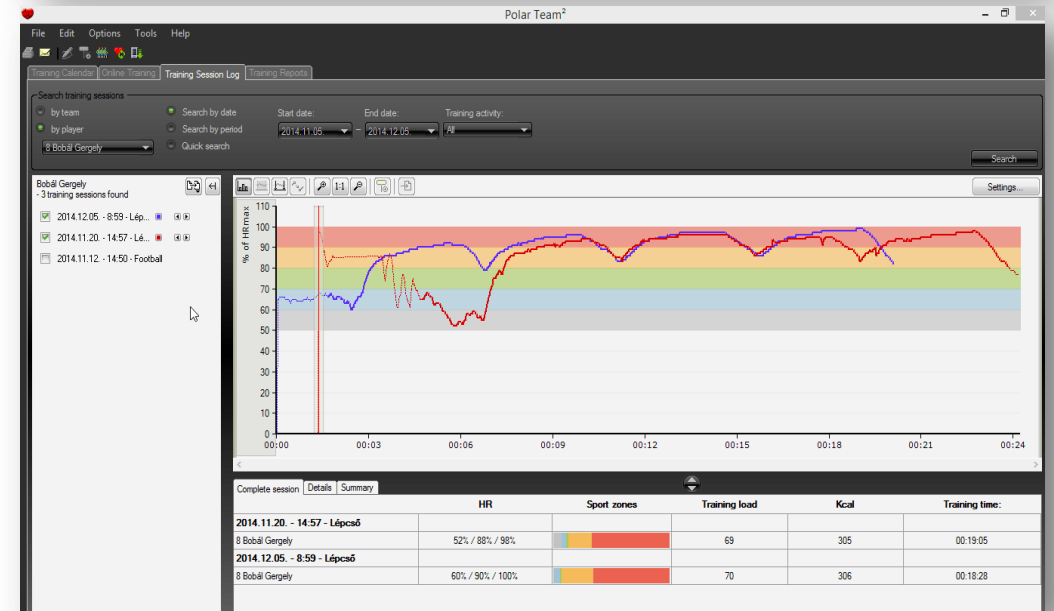 Polar Team²
File Edit Options Tools Help
Training Calendar Online Training Training Session Log Training Reports
Search training sessions
by team Search by date Start date: End date: Training activity:
by player Search by period 2014.11.05. – 2014.12.05. All
8 Bobál Gergely Quick search
Search
Bobál Gergely
- 3 training sessions found
1:1
Settings...
2014.12.05. - 8:59 - Lép...
2014.11.20. - 14:57 - Lé...
2014.11.12. - 14:50 - Football
% of HRmax
110
100
90
80
70
60
50
40
30
20
10
0
00:00 00:03 00:06 00:09 00:12 00:15 00:18 00:21 00:24
Complete session Details Summary
HR Sport zones Training load Kcal Training time:
2014.11.20. - 14:57 - Lépcső
8 Bobál Gergely 52% / 88% / 98% 69 305 00:19:05
2014.12.05. - 8:59 - Lépcső
8 Bobál Gergely 60% / 90% / 100% 70 306 00:18:28